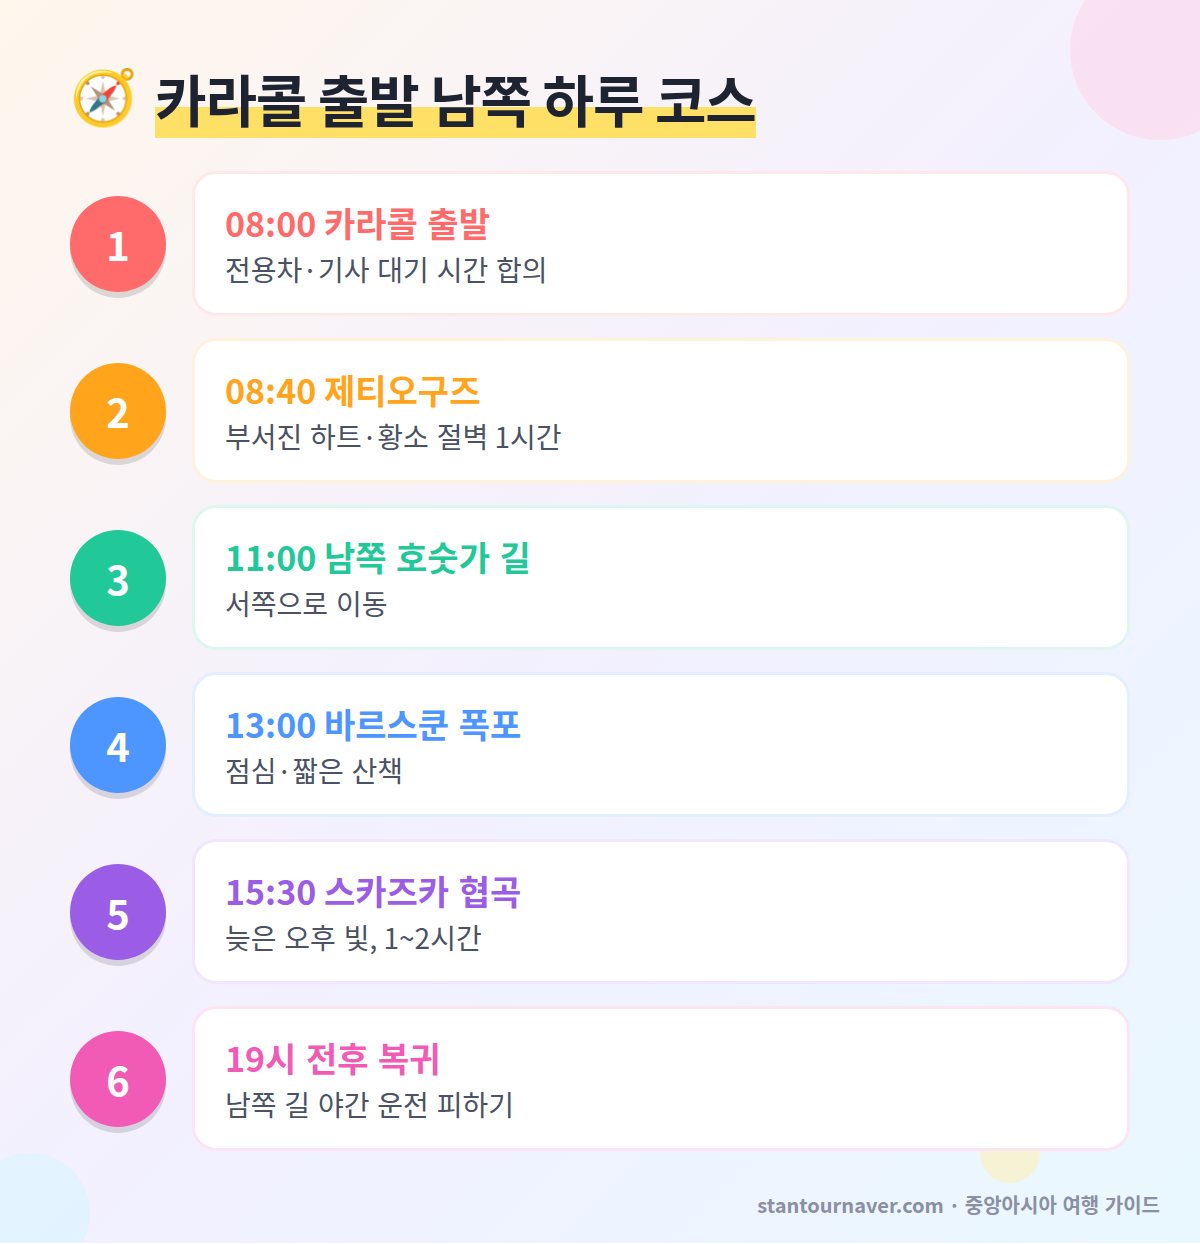 카라콜 출발 남쪽 하루 코스
1
08:00 카라콜 출발
전용차·기사 대기 시간 합의
2
08:40 제티오구즈
부서진 하트·황소 절벽 1시간
3
11:00 남쪽 호숫가 길
서쪽으로 이동
4
13:00 바르스쿤 폭포
점심·짧은 산책
5
15:30 스카즈카 협곡
늦은 오후 빛, 1~2시간
6
19시 전후 복귀
남쪽 길 야간 운전 피하기
stantournaver.com · 중앙아시아 여행 가이드